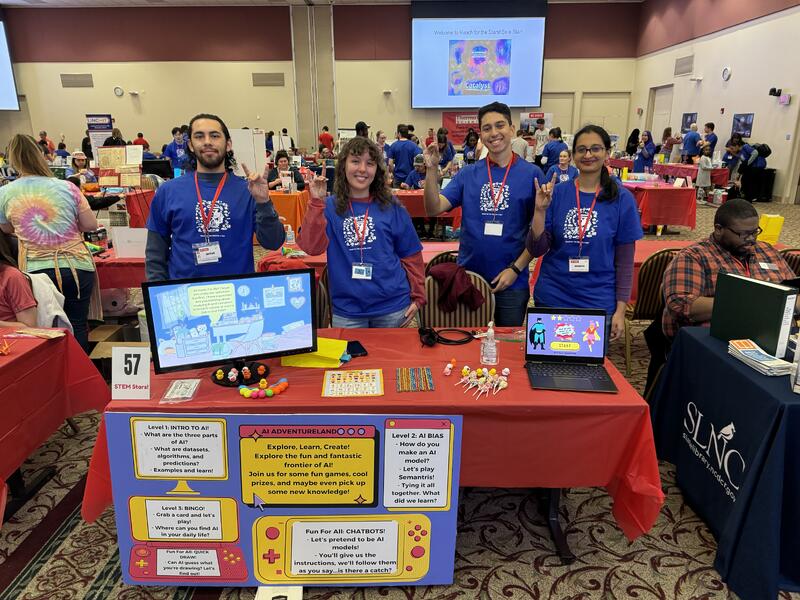 Welcome to Reach for the Stars! Be a Star!
Catalyst
57
STEM Stars!
START
Level 1: INTRO TO AI!
- What are the three parts
of AI?
- What are datasets,
algorithms, and
predictions?
- Examples and learn!
AI ADVENTURELAND
Explore, Learn, Create!
Explore the fun and fantastic
frontier of AI!
Join us for some fun games, cool
prizes, and maybe even pick up
some new knowledge!
Level 2: AI BIAS
- How do you
make an AI
model?
- Let's play
Semantris!
- Tying it all
together. What
did we learn?
Level 3: BINGO!
- Grab a card and let's
play!
- Where can you find AI
in your daily life?
Fun For All: QUICK
DRAW!
- Can AI guess what
you're drawing? Let's
find out!
Fun For All: CHATBOTS!
- Let's pretend to be AI
models!
- You'll give us the
instructions, we'll follow them
as you say...is there a catch?
SLNC
statelibrary.ncdcr.gov